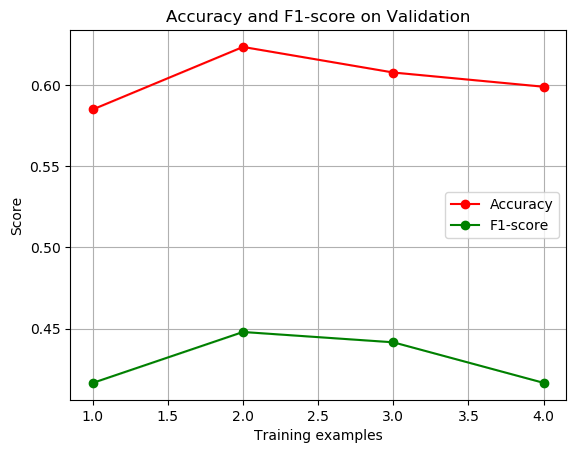 Accuracy and F1-score on Validation
0.60
0.55
0.50
0.45
Score
Accuracy
F1-score
1.0 1.5 2.0 2.5 3.0 3.5 4.0
Training examples